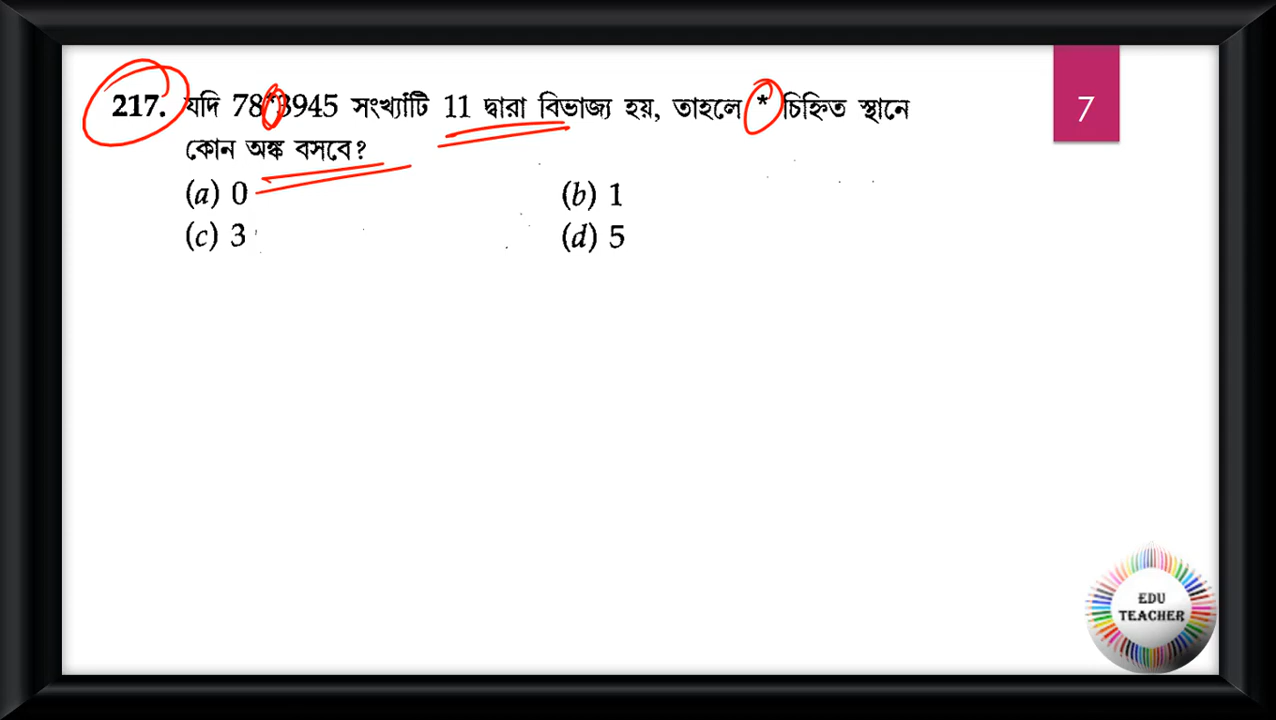 217. যদি 78*3945 সংখ্যাটি 11 দ্বারা বিভাজ্য হয়, তাহলে * চিহ্নিত স্থানে
কোন অঙ্ক বসবে?
(a) 0 (b) 1
(c) 3 (d) 5
7
EDU
TEACHER